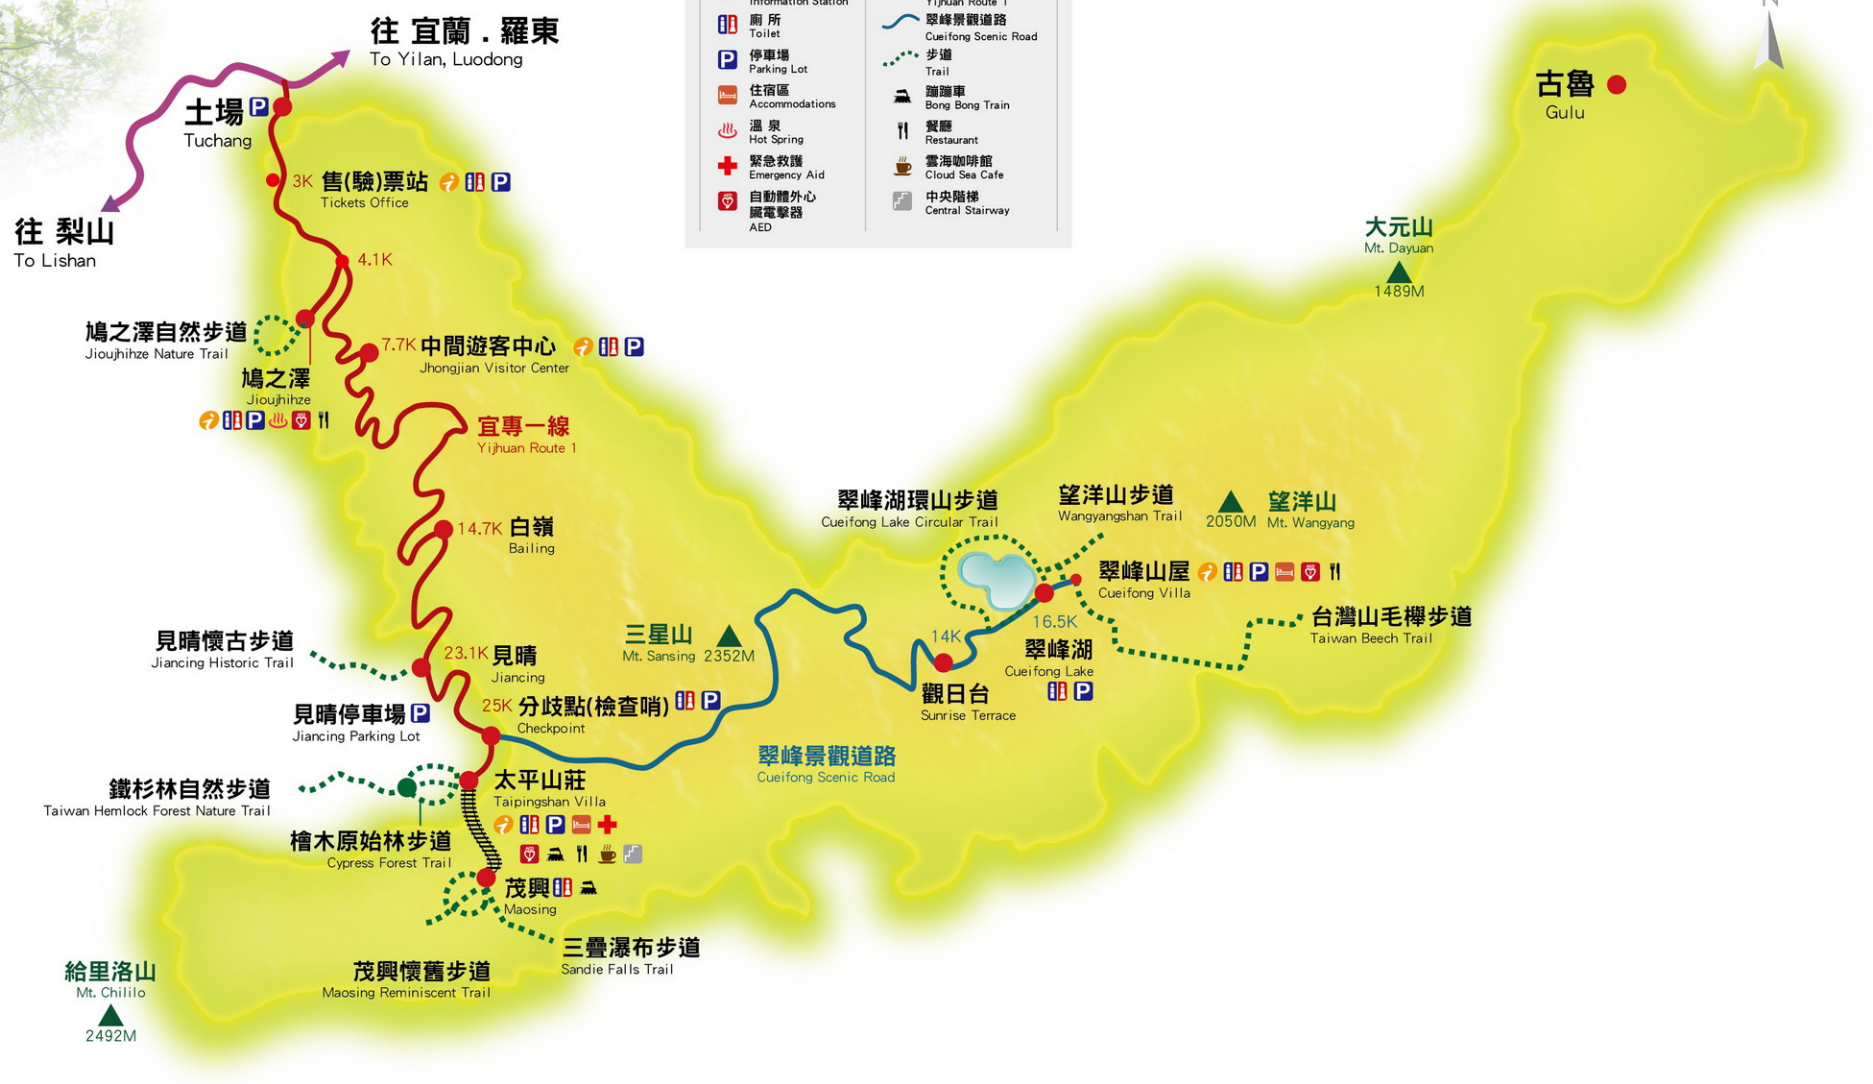 Information Station
Yijhuan Route 1
廁所
Toilet
翠峰景觀道路
Cueifong Scenic Road
停車場
Parking Lot
步道
Trail
住宿區
Accommodations
蹦蹦車
Bong Bong Train
溫泉
Hot Spring
餐廳
Restaurant
緊急救護
Emergency Aid
雲海咖啡館
Cloud Sea Cafe
自動體外心
臟電擊器
AED
中央階梯
Central Stairway
N
往 宜蘭 . 羅東
To Yilan, Luodong
土場 P
Tuchang
往 梨山
To Lishan
3K 售(驗)票站 P
Tickets Office
4.1K
鳩之澤自然步道
Jioujhihze Nature Trail
鳩之澤
Jioujhihze
P
7.7K 中間遊客中心 P
Jhongjian Visitor Center
宜專一線
Yijhuan Route 1
14.7K 白嶺
Bailing
見晴懷古步道
Jiancing Historic Trail
23.1K 見晴
Jiancing
見晴停車場 P
Jiancing Parking Lot
25K 分歧點(檢查哨) P
Checkpoint
鐵杉林自然步道
Taiwan Hemlock Forest Nature Trail
太平山莊
Taipingshan Villa
P
檜木原始林步道
Cypress Forest Trail
茂興
Maosing
三疊瀑布步道
Sandie Falls Trail
茂興懷舊步道
Maosing Reminiscent Trail
給里洛山
Mt. Chililo
2492M
三星山
Mt. Sansing 2352M
翠峰景觀道路
Cueifong Scenic Road
14K
觀日台
Sunrise Terrace
16.5K
翠峰湖
Cueifong Lake
P
翠峰湖環山步道
Cueifong Lake Circular Trail
望洋山步道
Wangyangshan Trail
望洋山
2050M Mt. Wangyang
翠峰山屋 P
Cueifong Villa
台灣山毛櫸步道
Taiwan Beech Trail
大元山
Mt. Dayuan
1489M
古魯
Gulu